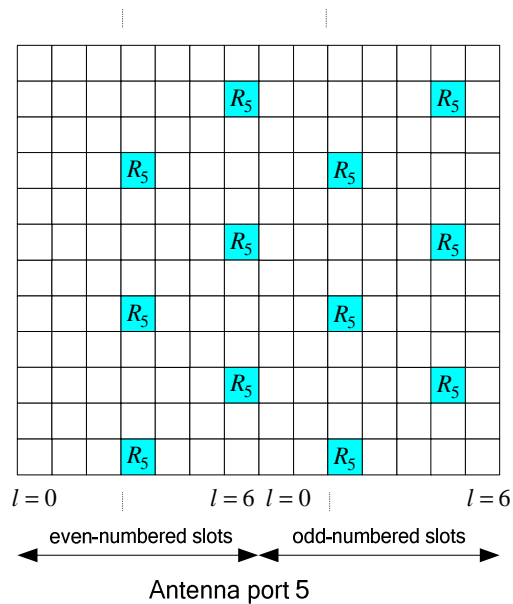 R5 R5
R5 R5
R5 R5
R5 R5
R5 R5
R5 R5
l = 0 l = 6 l = 0 l = 6
even-numbered slots odd-numbered slots
Antenna port 5